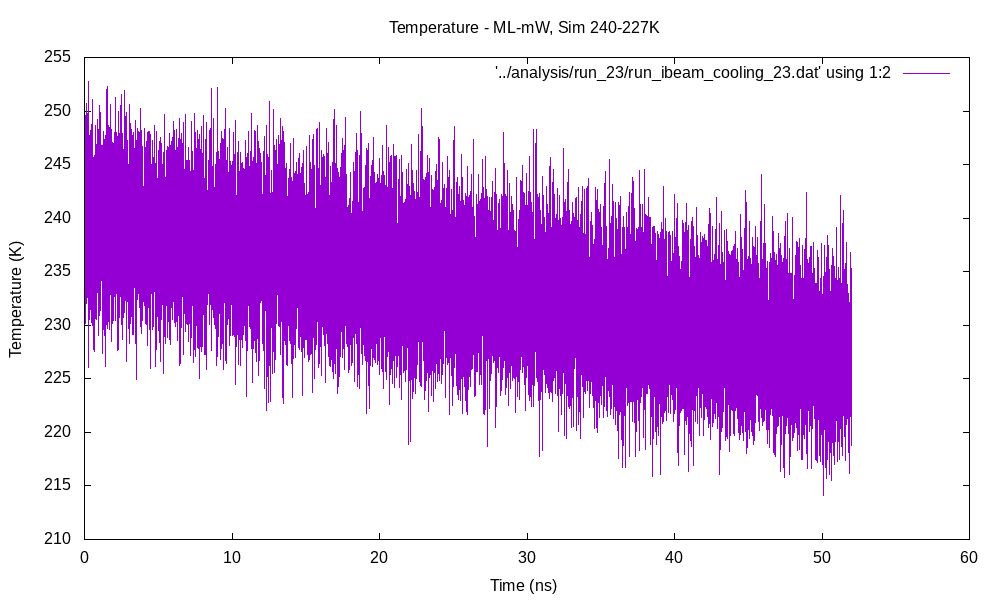 Temperature - ML-mW, Sim 240-227K
'../analysis/run_23/run_ibeam_cooling_23.dat' using 1:2
255
250
245
240
235
230
225
220
215
210
Temperature (K)
0 10 20 30 40 50 60
Time (ns)